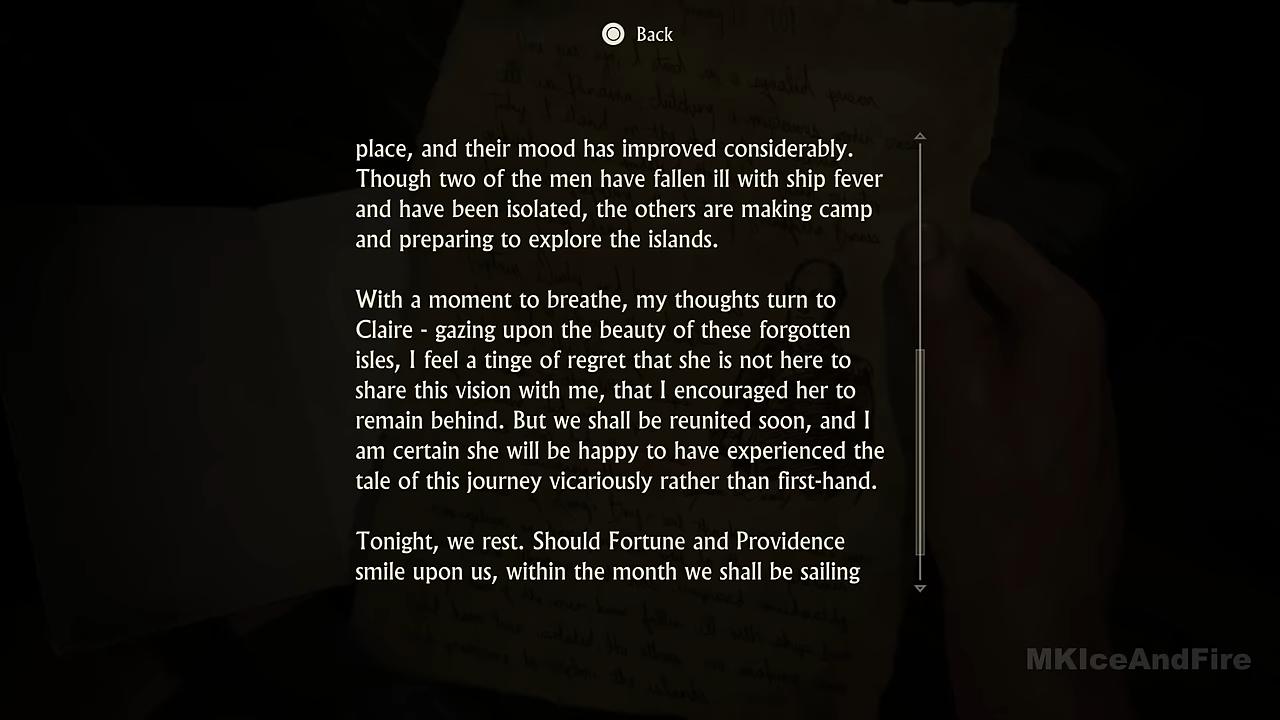 Back
place, and their mood has improved considerably.
Though two of the men have fallen ill with ship fever
and have been isolated, the others are making camp
and preparing to explore the islands.
With a moment to breathe, my thoughts turn to
Claire - gazing upon the beauty of these forgotten
isles, I feel a tinge of regret that she is not here to
share this vision with me, that I encouraged her to
remain behind. But we shall be reunited soon, and I
am certain she will be happy to have experienced the
tale of this journey vicariously rather than first-hand.
Tonight, we rest. Should Fortune and Providence
smile upon us, within the month we shall be sailing
MKIceAndFire